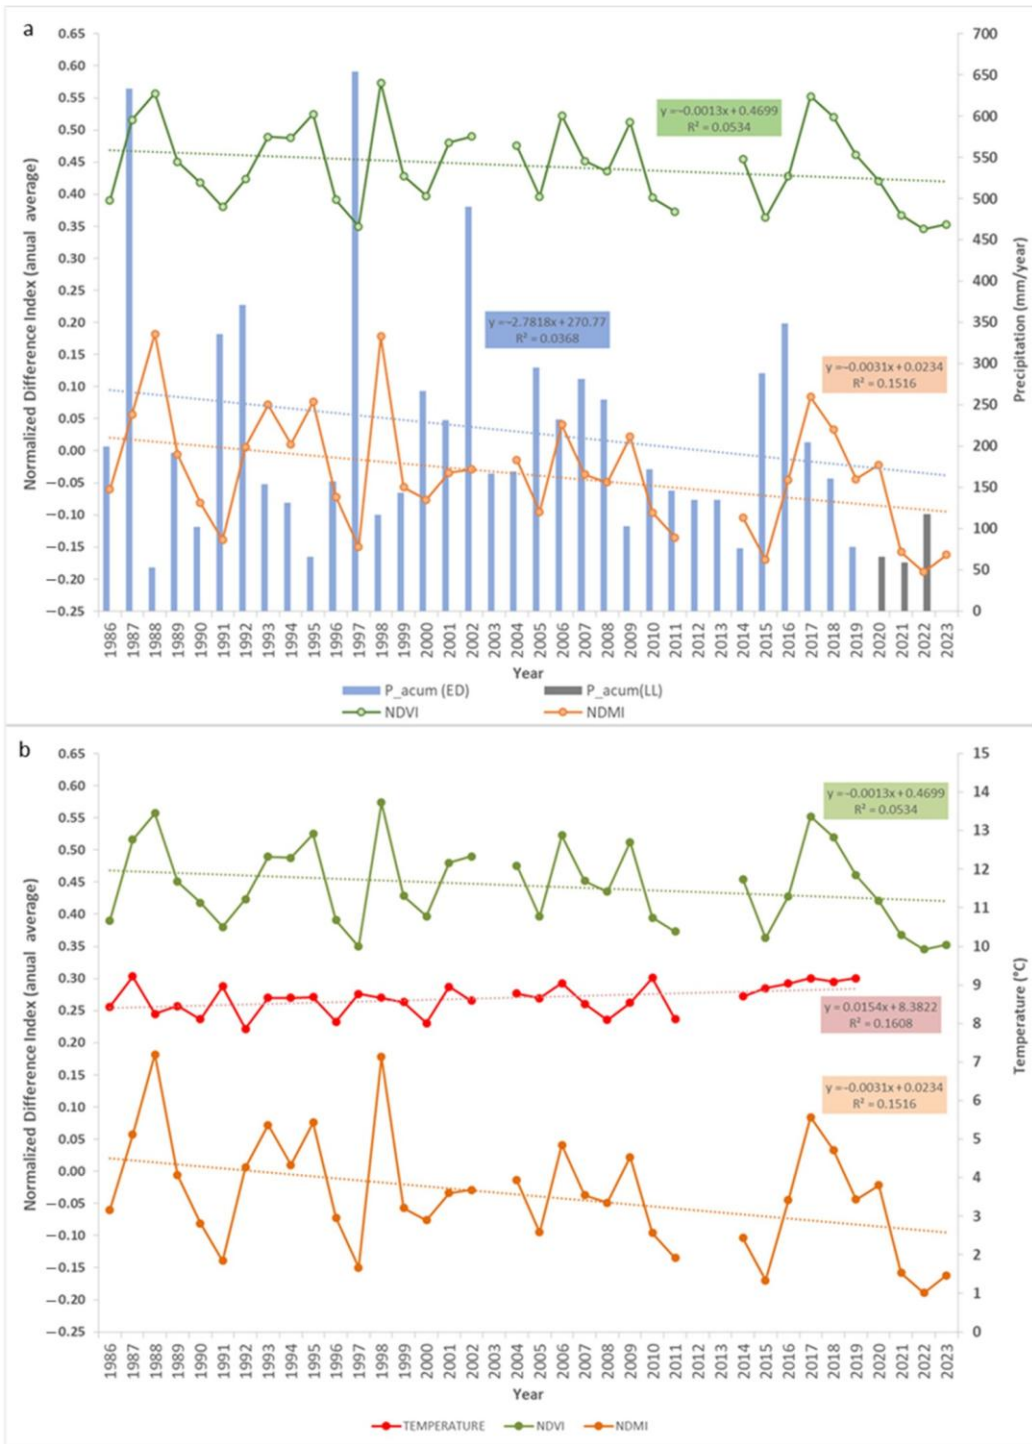 a
0.65
0.60
0.55
0.50
0.45
0.40
0.35
0.30
0.25
0.20
0.15
0.10
0.05
0.00
−0.05
−0.10
−0.15
−0.20
−0.25
Normalized Difference Index (anual average)
700
650
600
550
500
450
400
350
300
250
200
150
100
50
0
Precipitation (mm/year)
y =−0.0013x + 0.4699
R² = 0.0534
y =−2.7818x + 270.77
R² = 0.0368
y =−0.0031x + 0.0234
R² = 0.1516
1986 1987 1988 1989 1990 1991 1992 1993 1994 1995 1996 1997 1998 1999 2000 2001 2002 2003 2004 2005 2006 2007 2008 2009 2010 2011 2012 2013 2014 2015 2016 2017 2018 2019 2020 2021 2022 2023
Year
P_acum (ED) P_acum(LL)
NDVI NDMI
b
0.65
0.60
0.55
0.50
0.45
0.40
0.35
0.30
0.25
0.20
0.15
0.10
0.05
0.00
−0.05
−0.10
−0.15
−0.20
−0.25
Normalized Difference Index (anual average)
15
14
13
12
11
10
9
8
7
6
5
4
3
2
1
0
Temperature (°C)
y =−0.0013x + 0.4699
R² = 0.0534
y = 0.0154x + 8.3822
R² = 0.1608
y =−0.0031x + 0.0234
R² = 0.1516
1986 1987 1988 1989 1990 1991 1992 1993 1994 1995 1996 1997 1998 1999 2000 2001 2002 2003 2004 2005 2006 2007 2008 2009 2010 2011 2012 2013 2014 2015 2016 2017 2018 2019 2020 2021 2022 2023
Year
TEMPERATURE NDVI NDMI